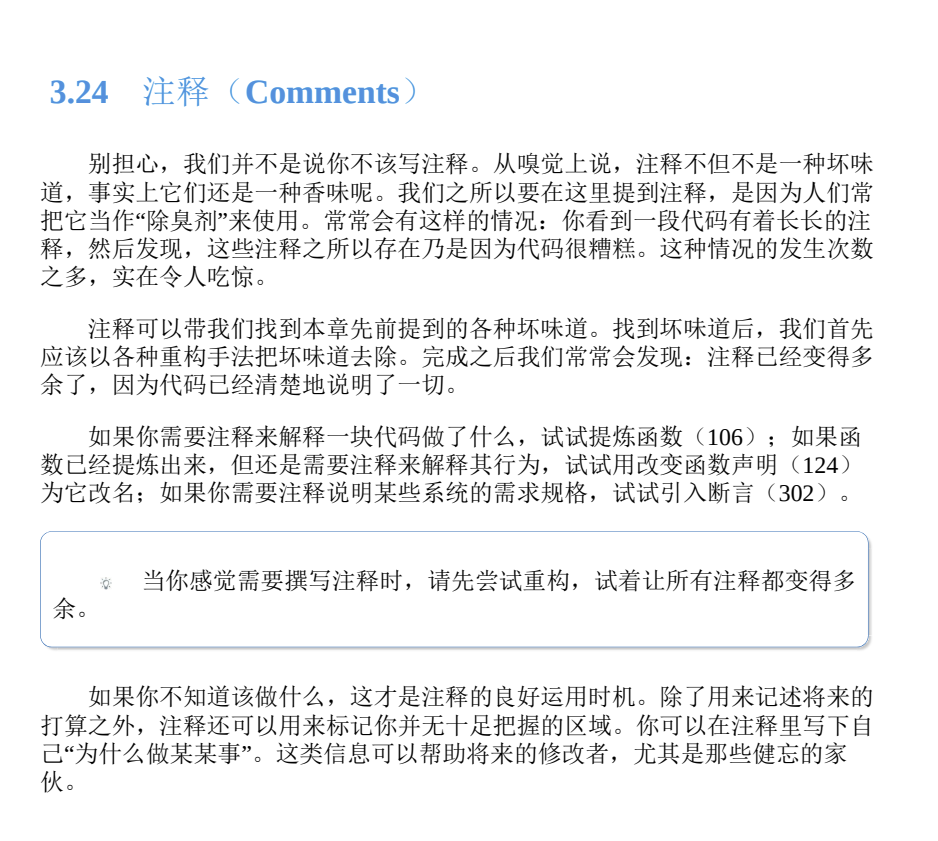 3.24 注释（Comments）
别担心，我们并不是说你不该写注释。从嗅觉上说，注释不但不是一种坏味
道，事实上它们还是一种香味呢。我们之所以要在这里提到注释，是因为人们常
把它当作“除臭剂”来使用。常常会有这样的情况：你看到一段代码有着长长的注
释，然后发现，这些注释之所以存在乃是因为代码很糟糕。这种情况的发生次数
之多，实在令人吃惊。
注释可以带我们找到本章先前提到的各种坏味道。找到坏味道后，我们首先
应该以各种重构手法把坏味道去除。完成之后我们常常会发现：注释已经变得多
余了，因为代码已经清楚地说明了一切。
如果你需要注释来解释一块代码做了什么，试试提炼函数（106）；如果函
数已经提炼出来，但还是需要注释来解释其行为，试试用改变函数声明（124）
为它改名；如果你需要注释说明某些系统的需求规格，试试引入断言（302）。
当你感觉需要撰写注释时，请先尝试重构，试着让所有注释都变得多
余。
如果你不知道该做什么，这才是注释的良好运用时机。除了用来记述将来的
打算之外，注释还可以用来标记你并无十足把握的区域。你可以在注释里写下自
己“为什么做某某事”。这类信息可以帮助将来的修改者，尤其是那些健忘的家
伙。